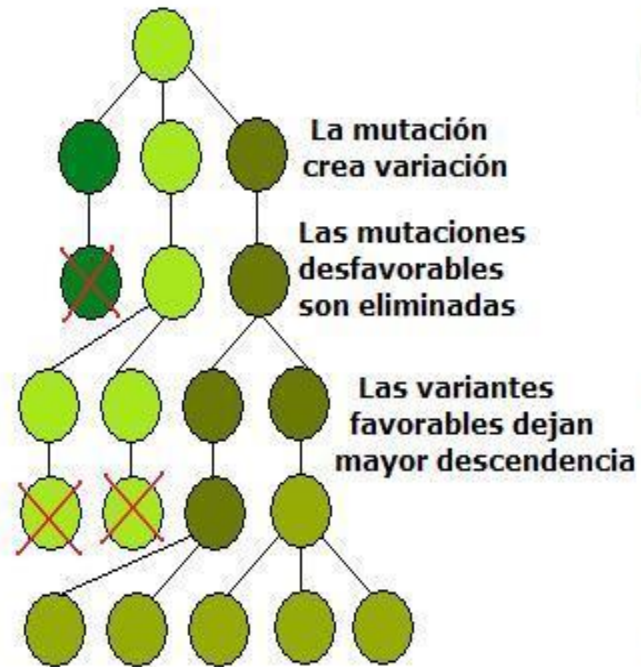 La mutación
crea variación
Las mutaciones
desfavorables
son eliminadas
Las variantes
favorables dejan
mayor descendencia